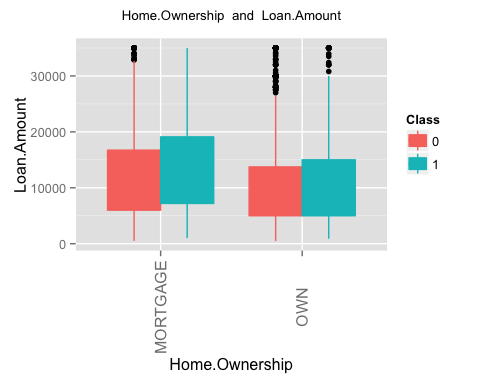 Home.Ownership and Loan.Amount
Loan.Amount
30000
20000
10000
0
MORTGAGE
OWN
Home.Ownership
Class
0
1